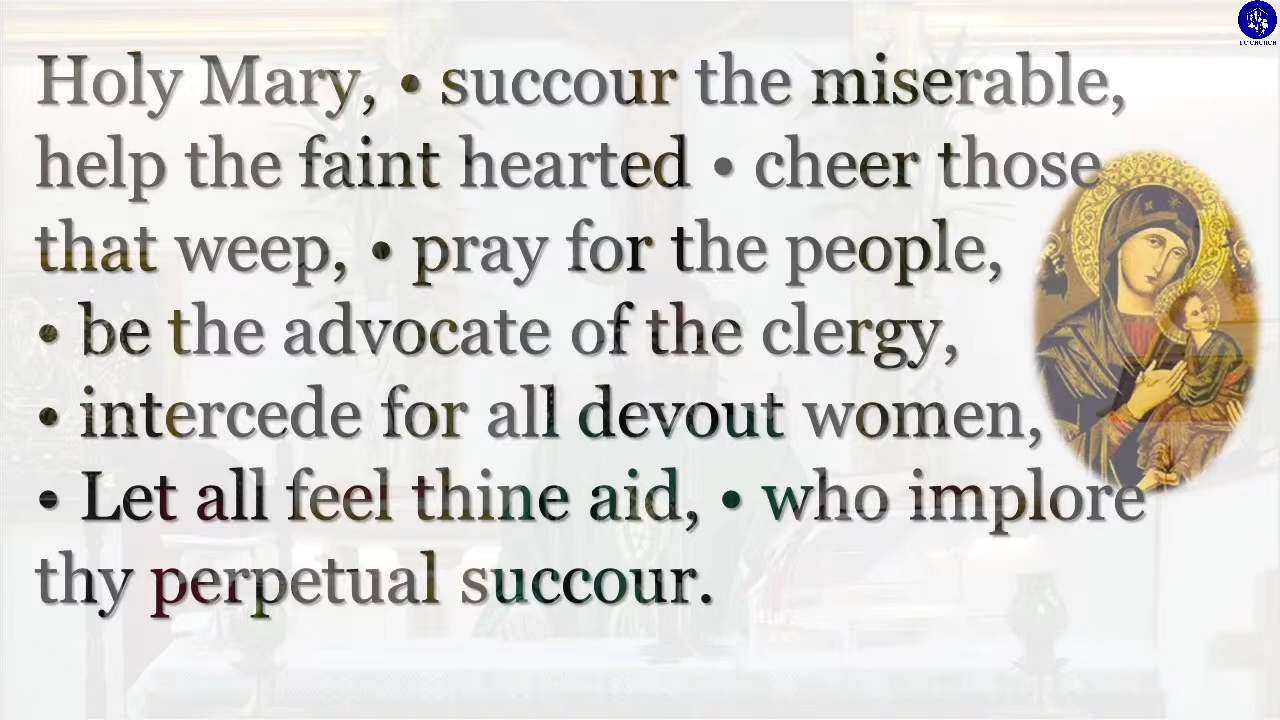 Holy Mary, • succour the miserable,
help the faint hearted • cheer those
that weep, • pray for the people,
• be the advocate of the clergy,
• intercede for all devout women,
• Let all feel thine aid, • who implore
thy perpetual succour.